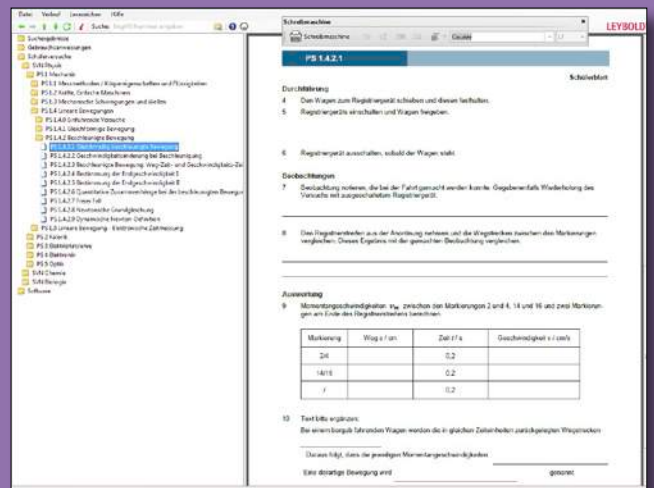 Datei Verlauf Lesezeichen Hilfe
Suche:
Suchergebnisse
Gebrauchsanweisungen
Schülerversuche
SVN Physik
PS 1 Mechanik
PS 1.1 Messmethoden / Körpereigenschaften und Flüssigkeiten
PS 1.2 Kräfte, Einfache Maschinen
PS 1.3 Mechanische Schwingungen und Wellen
PS 1.4 Lineare Bewegungen
PS 1.4.0 Einführende Versuche
PS 1.4.1 Gleichförmige Bewegung
PS 1.4.2 Beschleunigte Bewegung
PS 1.4.2.1 Gleichmäßig beschleunigte Bewegung
PS 1.4.2.2 Geschwindigkeitsänderung bei Beschleunigung
PS 1.4.2.3 Beschleunigte Bewegung: Weg-Zeit- und Geschwindigkeits-Zei
PS 1.4.2.4 Bestimmung der Endgeschwindigkeit I
PS 1.4.2.5 Bestimmung der Endgeschwindigkeit II
PS 1.4.2.6 Quantitative Zusammenhänge bei der beschleunigten Bewegun
PS 1.4.2.7 Freier Fall
PS 1.4.2.8 Newtonsche Grundgleichung
PS 1.4.2.9 Dynamische Newton-Definition
PS 1.5 Lineare Bewegung - Elektronische Zeitmessung
PS 2 Kalorik
PS 3 Elektrizitätslehre
PS 4 Elektronik
PS 5 Optik
SVN Chemie
SVN Biologie
Software
Schreibmaschine
Schreibmaschine Courier
LEYBOLD
PS 1.4.2.1
Schülerblatt
Durchführung
4 Den Wagen zum Registriergerät schieben und diesen festhalten.
5 Registriergeräte einschalten und Wagen freigeben.
6 Registriergerät ausschalten, sobald der Wagen steht.
Beobachtungen
7 Beobachtung notieren, die bei der Fahrt gemacht werden konnte. Gegebenenfalls Wiederholung des
Versuchs mit ausgeschaltetem Registriergerät.
8 Den Registrierstreifen aus der Anordnung nehmen und die Wegstrecken zwischen den Markierungen
vergleichen. Dieses Ergebnis mit der gemachten Beobachtung vergleichen.
Auswertung
9 Momentangeschwindigkeiten zwischen den Markierungen 2 und 4, 14 und 16 und zwei Markierun-
gen am Ende des Registrierstreifens berechnen.
Markierung Weg s / cm Zeit t / s Geschwindigkeit v / cm/s
2/4 0,2
14/16 0,2
/ 0,2
10 Text bitte ergänzen:
Bei einem bergab fahrenden Wagen werden die in gleichen Zeiteinheiten zurückgelegten Wegstrecken
Daraus folgt, dass die jeweiligen Momentangeschwindigkeiten
Eine derartige Bewegung wird genannt.